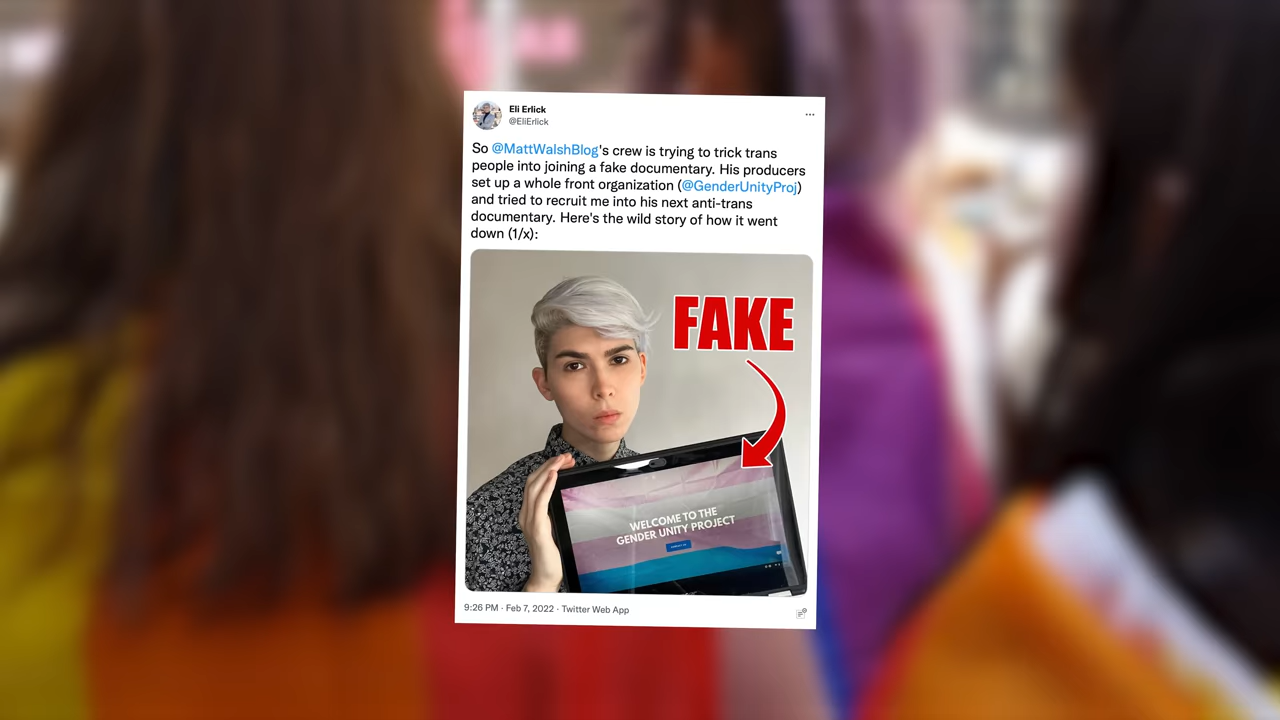 Eli Erlick
@EliErlick
So @MattWalshBlog's crew is trying to trick trans
people into joining a fake documentary. His producers
set up a whole front organization (@GenderUnityProj)
and tried to recruit me into his next anti-trans
documentary. Here's the wild story of how it went
down (1/x):
FAKE
WELCOME TO THE
GENDER UNITY PROJECT
9:26 PM · Feb 7, 2022 · Twitter Web App